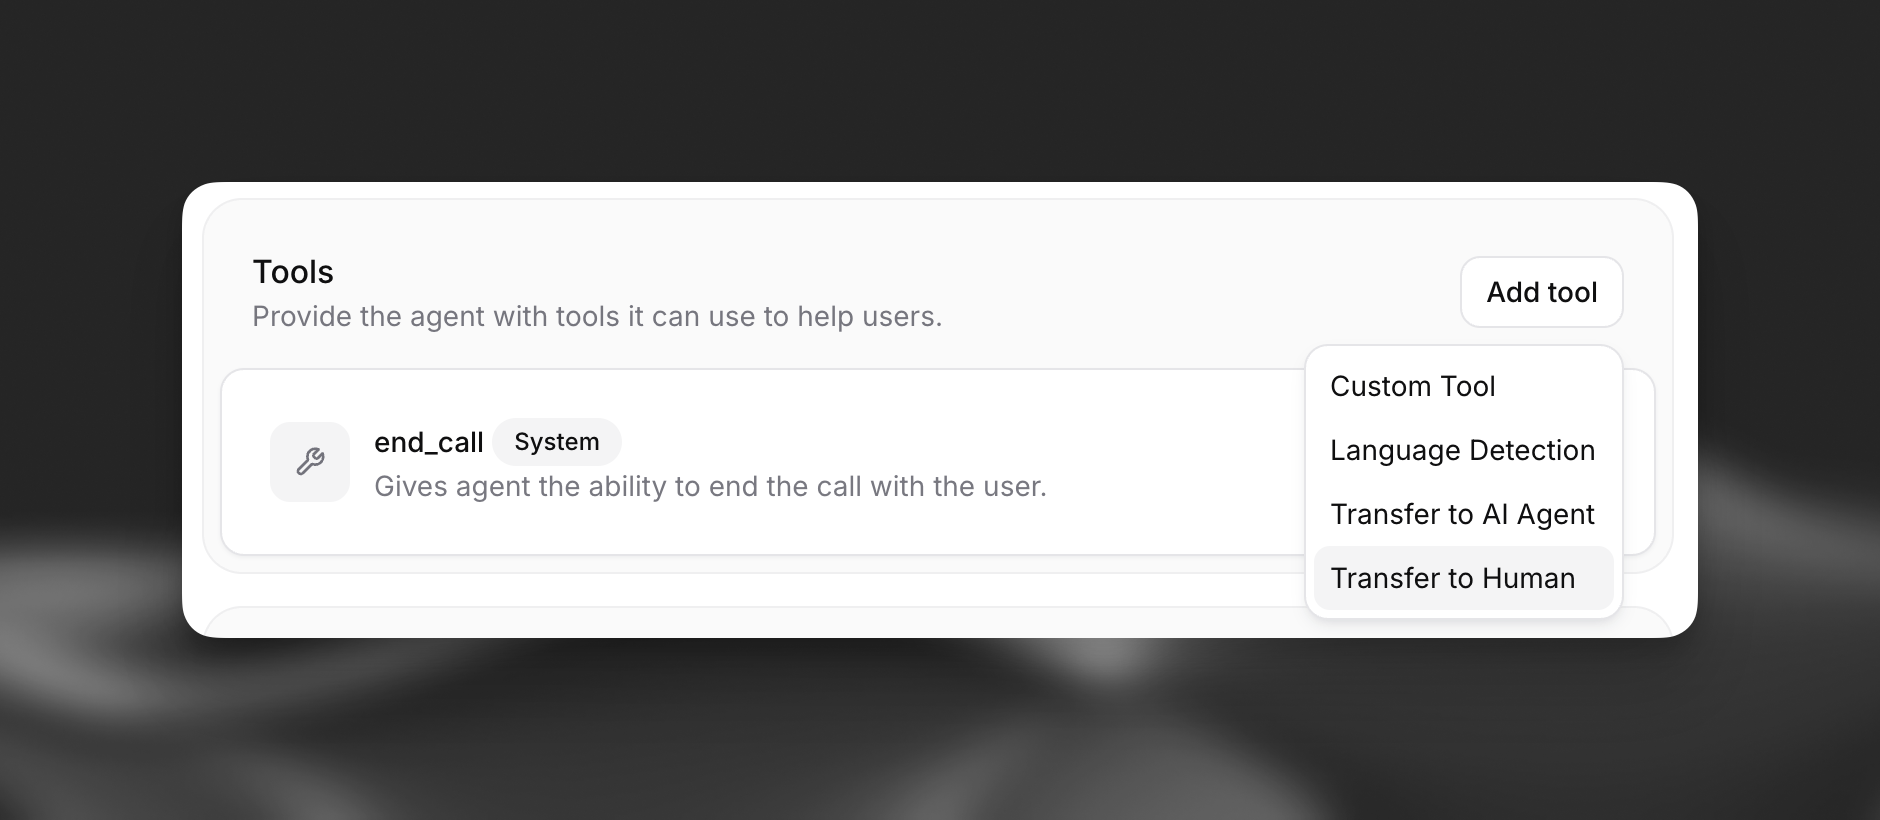 Tools
Provide the agent with tools it can use to help users.
Add tool
end_call System
Gives agent the ability to end the call with the user.
Custom Tool
Language Detection
Transfer to AI Agent
Transfer to Human